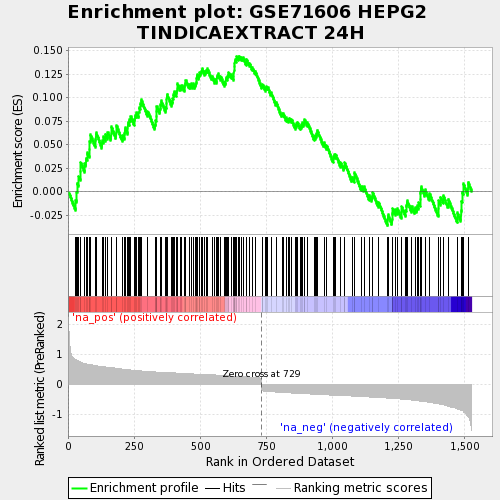 Enrichment plot: GSE71606 HEPG2
TINDICAEXTRACT 24H
Enrichment score (ES)
0.150
0.125
0.100
0.075
0.050
0.025
0.000
-0.025
'na_pos' (positively correlated)
Ranked list metric (PreRanked)
2
1
0
-1
Zero cross at 729
'na_neg' (negatively correlated)
0
250
500
750
1,000
1,250
1,500
Rank in Ordered Dataset
Enrichment profile
Hits
Ranking metric scores